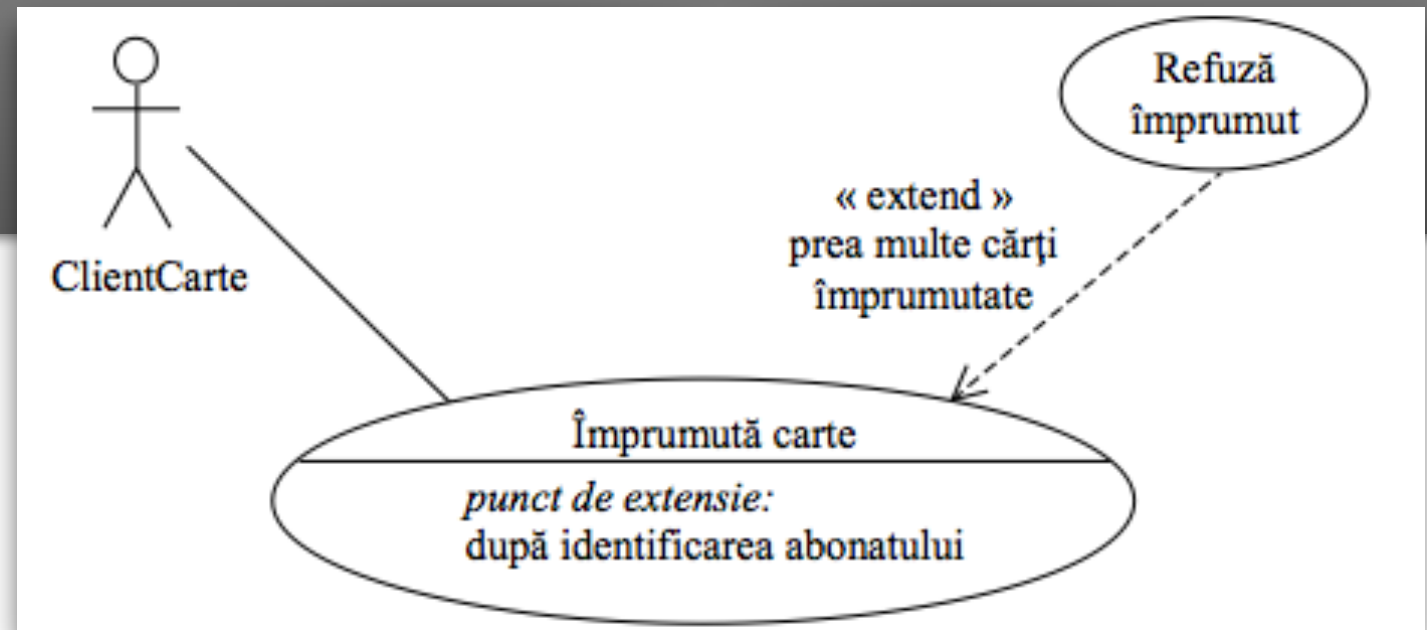 Refuză
împrumut
« extend »
prea multe cărţi
împrumutate
ClientCarte
Împrumută carte
punct de extensie:
după identificarea abonatului